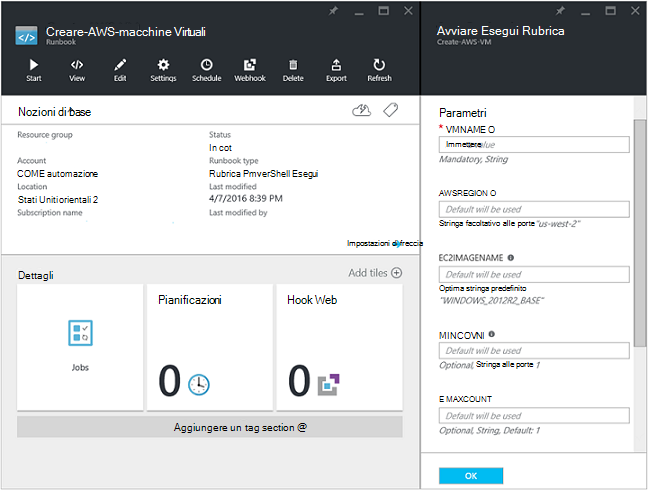 Creare-AWS-macchine Virtuali
Runbook
Start
View
Edit
Settings
Schedule
Webhook
Delete
Export
Refresh
Nozioni di base
Resource group
Status
In cot
Account
Runbook type
COME automazione
Rubrica PmverShell Esegui
Location
Last modified
Stati Unitiorientali 2
4/7/2016 8:39 PM
Subscription name
Last modified by
Impostazioni di freccia
Dettagli
Add tiles
Jobs
Pianificazioni
0
Hook Web
0
Aggiungere un tag section @
Avviare Esegui Rubrica
Create-AWS-VM
Parametri
* VMNAME O
Immettere value
Mandatory, String
AWSREGION O
Default will be used
Stringa facoltativo alle porte "us-west-2"
EC2IMAGENAME
Default will be used
Optima stringa predefinito
"WINDOWS_2012R2_BASE"
MINCOVNI
Default will be used
Optional, Stringa alle porte 1
E MAXCOUNT
Default will be used
Optional, String, Default: 1
OK